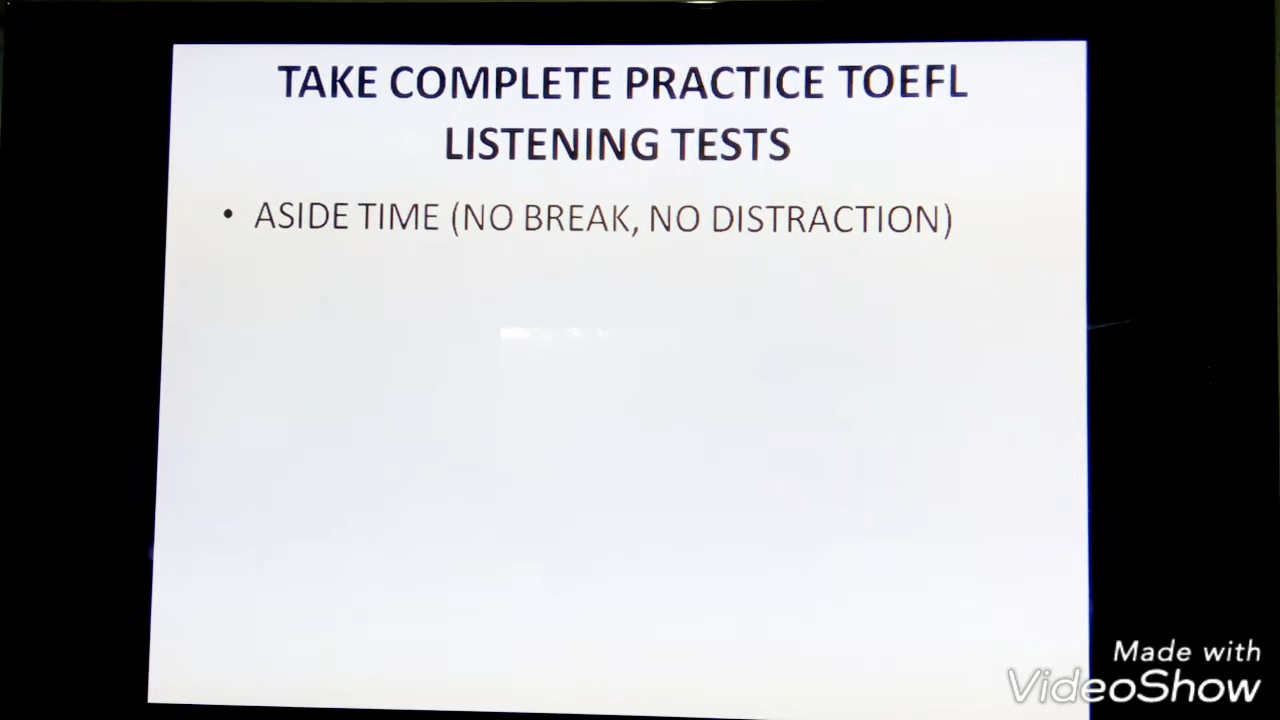 TAKE COMPLETE PRACTICE TOEFL
LISTENING TESTS
• ASIDE TIME (NO BREAK, NO DISTRACTION)
Made with
VideoShow